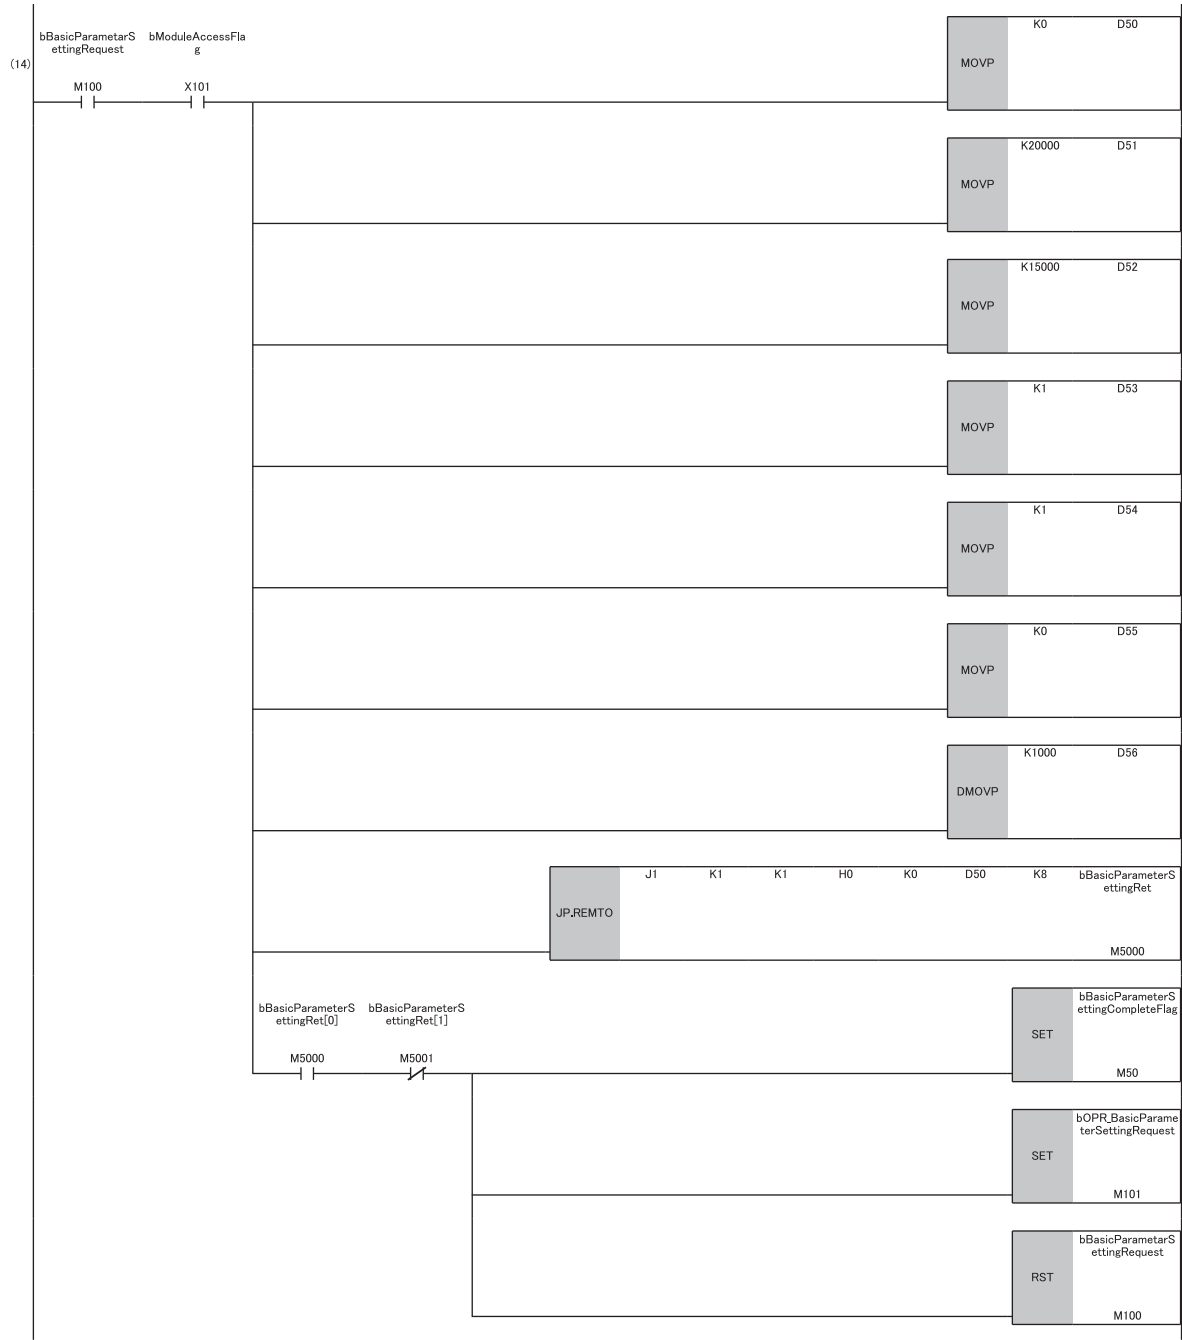 bBasicParametarS bModuleAccessFla
ettingRequest g
(14)
M100 X101
K0 D50
MOVP
K20000 D51
MOVP
K15000 D52
MOVP
K1 D53
MOVP
K1 D54
MOVP
K0 D55
MOVP
K1000 D56
DMOVP
J1 K1 K1 H0 K0 D50 K8 bBasicParameterS
ettingRet
JP.REMTO
M5000
bBasicParameterS bBasicParameterS
ettingRet[0] ettingRet[1]
M5000 M5001
bBasicParameterS
ettingCompleteFlag
SET
M50
bOPR_BasicParame
terSettingRequest
SET
M101
bBasicParametarS
ettingRequest
RST
M100